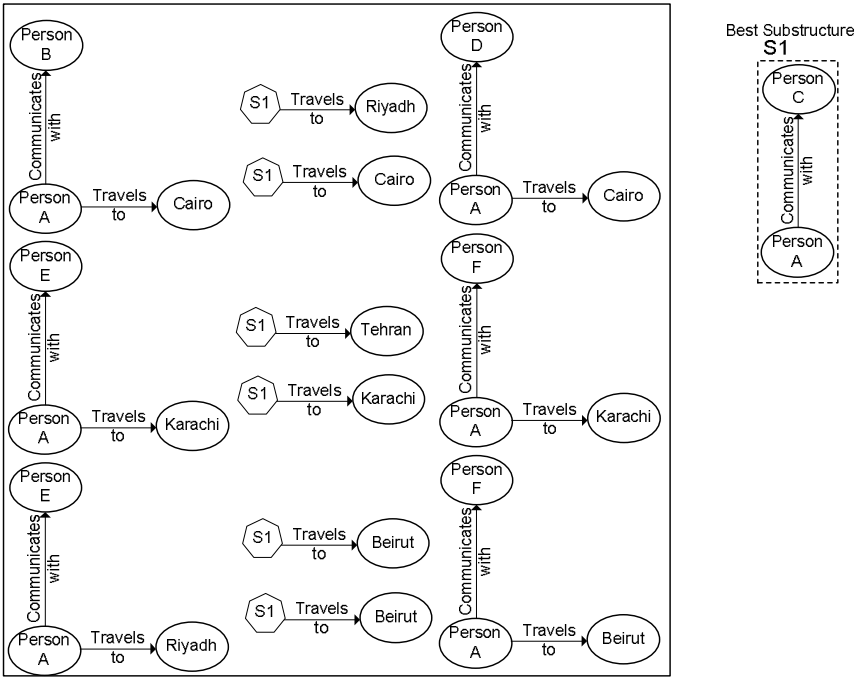 Person
B
Communicates
with
Person
A
Travels
to
Cairo
S1
Travels
to
Riyadh
S1
Travels
to
Cairo
Person
D
Communicates
with
Person
A
Travels
to
Cairo
Person
E
Communicates
with
Person
A
Travels
to
Karachi
S1
Travels
to
Tehran
S1
Travels
to
Karachi
Person
F
Communicates
with
Person
A
Travels
to
Karachi
Person
E
Communicates
with
Person
A
Travels
to
Riyadh
S1
Travels
to
Beirut
S1
Travels
to
Beirut
Person
F
Communicates
with
Person
A
Travels
to
Beirut
Best Substructure
S1
Person
C
Communicates
with
Person
A